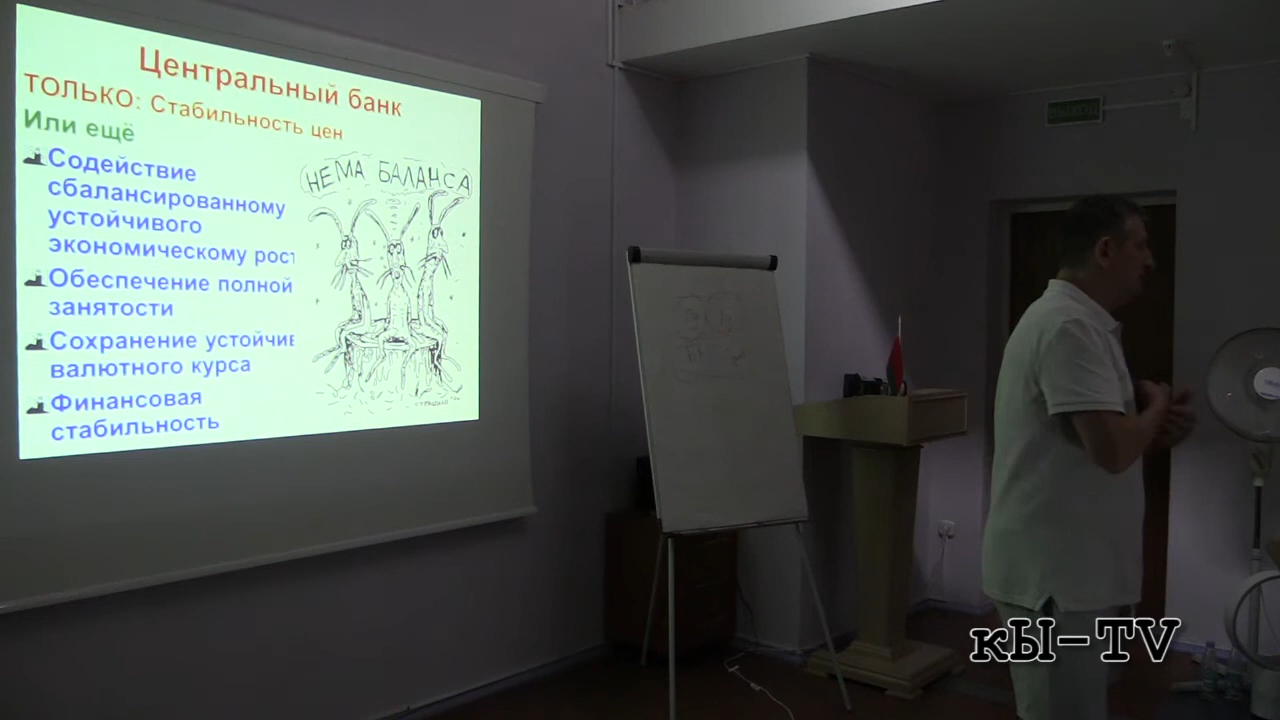 Центральный банк
ТОЛЬКО: Стабильность цен
Или ещё
Содействие
сбалансированному
устойчивого
экономическому рост
Обеспечение полной
занятости
Сохранение устойчив
валютного курса
Финансовая
стабильность
НЕМА БАЛАНСА
кЫ-TV